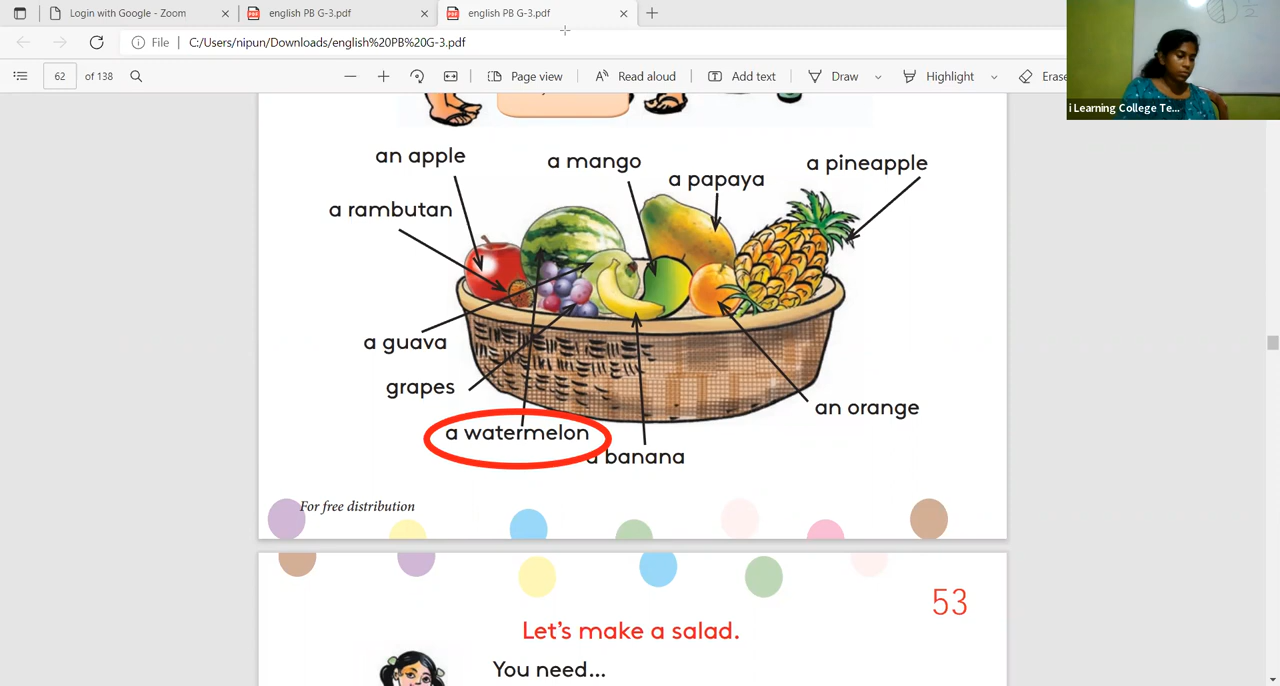 Login with Google - Zoom
english PB G-3.pdf
english PB G-3.pdf
File
C:/Users/nipun/Downloads/english%20PB%20G-3.pdf
62 of 138
Page view
Read aloud
Add text
Draw
Highlight
Erase
1/2
i Learning College Te...
an apple
a mango
a papaya
a pineapple
a rambutan
a guava
grapes
an orange
a watermelon
a banana
For free distribution
53
Let's make a salad.
You need...